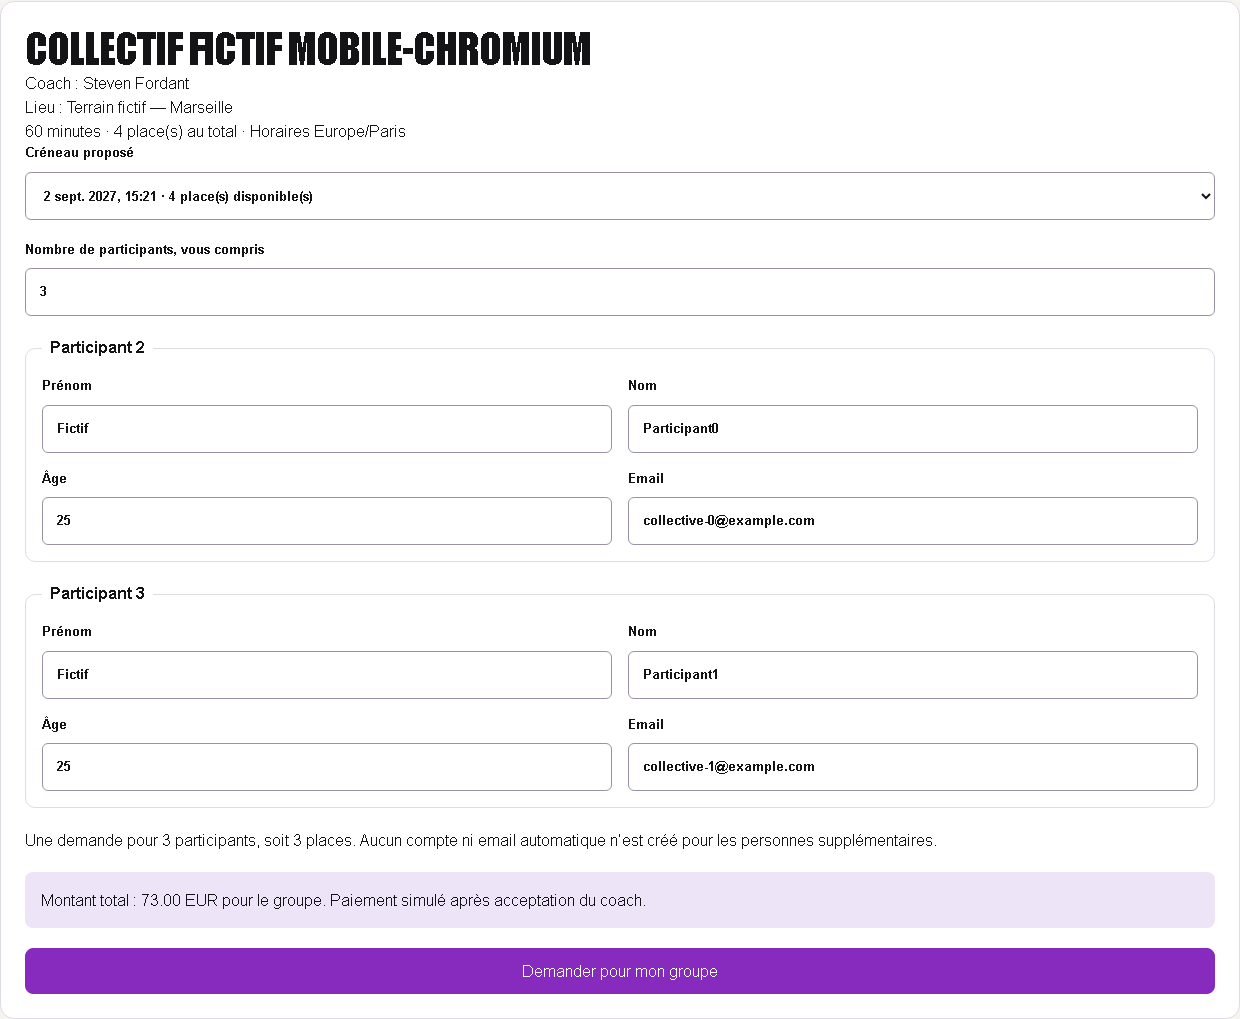 COLLECTIF FICTIF MOBILE-CHROMIUM
Coach : Steven Fordant
Lieu : Terrain fictif — Marseille
60 minutes · 4 place(s) au total · Horaires Europe/Paris
Créneau proposé
2 sept. 2027, 15:21 · 4 place(s) disponible(s)
Nombre de participants, vous compris
3
Participant 2
Prénom Nom
Fictif Participant0
Âge Email
25 collective-0@example.com
Participant 3
Prénom Nom
Fictif Participant1
Âge Email
25 collective-1@example.com
Une demande pour 3 participants, soit 3 places. Aucun compte ni email automatique n'est créé pour les personnes supplémentaires.
Montant total : 73.00 EUR pour le groupe. Paiement simulé après acceptation du coach.
Demander pour mon groupe